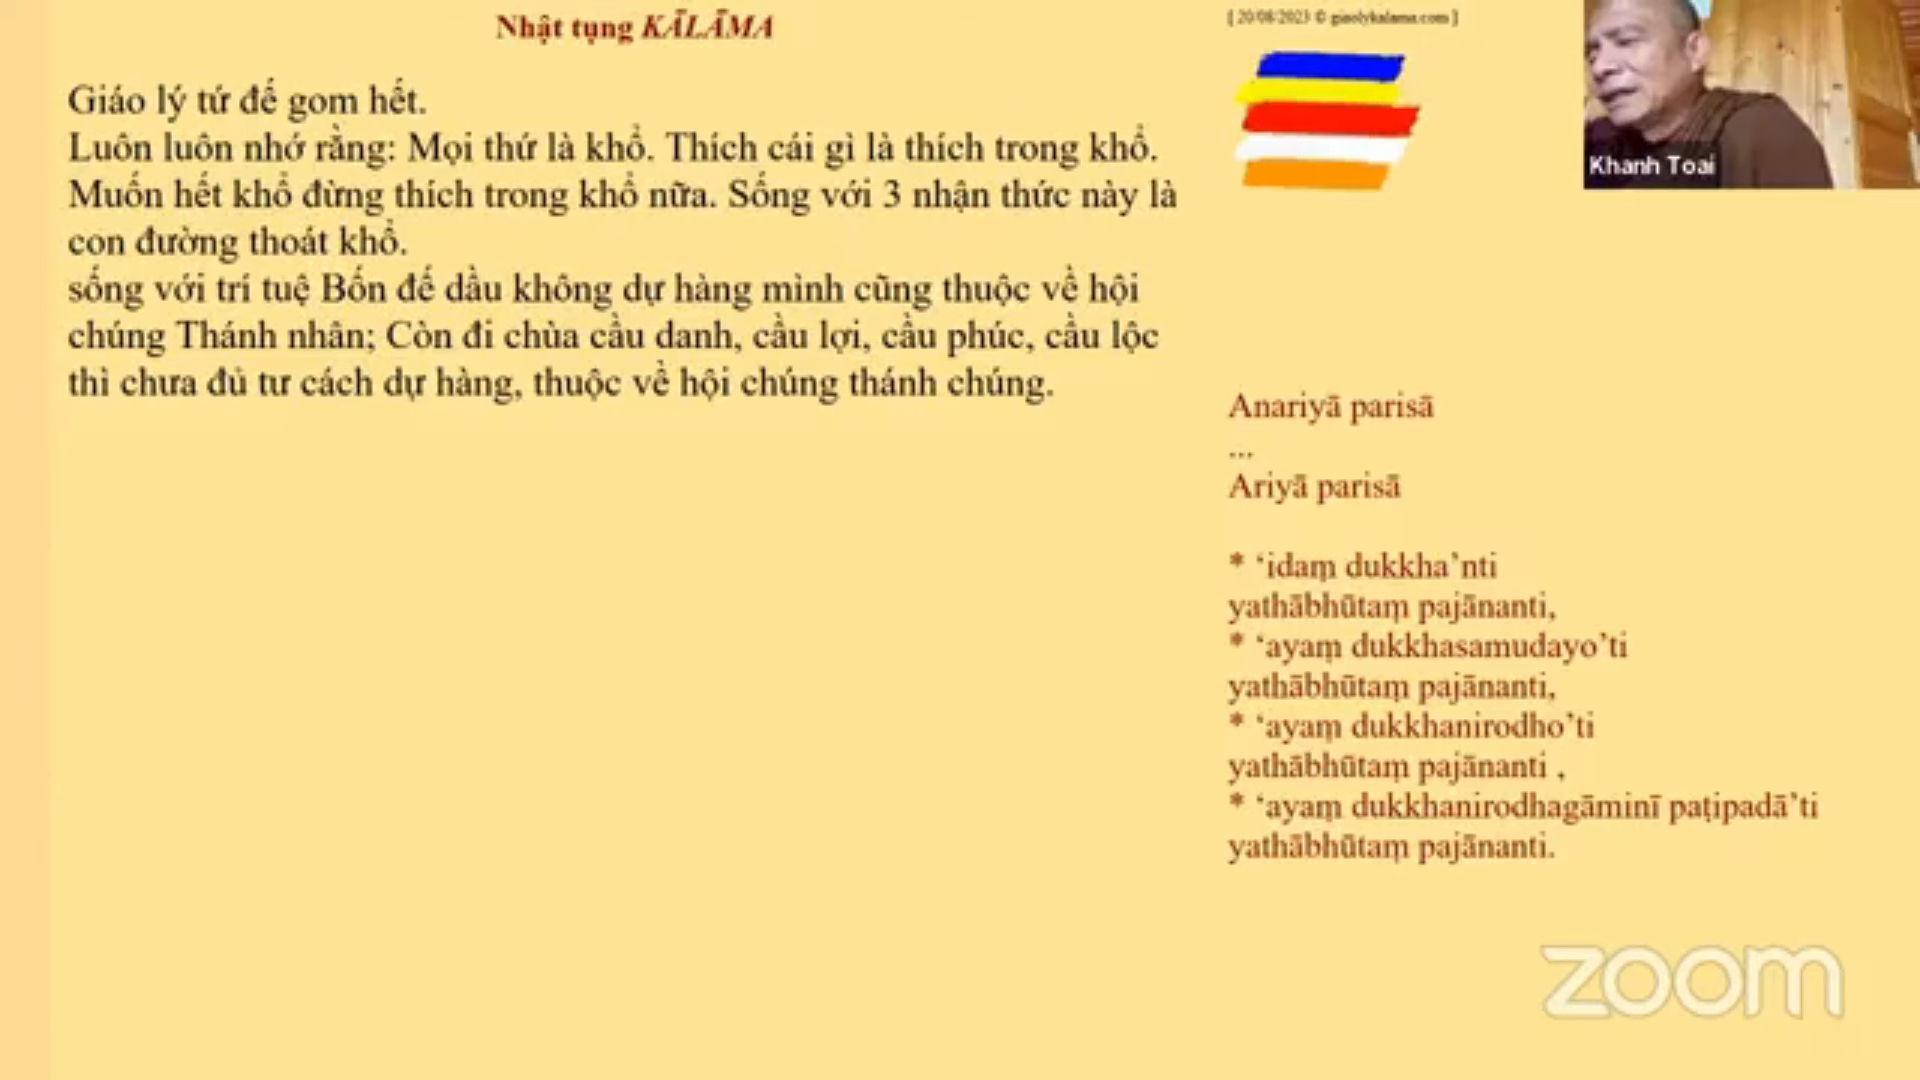 Nhật tụng KĀLĀMA
Giáo lý tứ đế gom hết.
Luôn luôn nhớ rằng: Mọi thứ là khổ. Thích cái gì là thích trong khổ.
Muốn hết khổ đừng thích trong khổ nữa. Sống với 3 nhận thức này là
con đường thoát khổ.
sống với trí tuệ Bốn đế dầu không dự hàng mình cũng thuộc về hội
chúng Thánh nhân; Còn đi chùa cầu danh, cầu lợi, cầu phúc, cầu lộc
thì chưa đủ tư cách dự hàng, thuộc về hội chúng thánh chúng.
[ 20/08/2023 © giaolykalama.com ]
Khanh Toai
Anariyā parisā
...
Ariyā parisā
* ‘idaṃ dukkha’nti
yathābhūtaṃ pajānanti,
* ‘ayaṃ dukkhasamudayo’ti
yathābhūtaṃ pajānanti,
* ‘ayaṃ dukkhanirodho’ti
yathābhūtaṃ pajānanti ,
* ‘ayaṃ dukkhanirodhagāminī paṭipadā’ti
yathābhūtaṃ pajānanti.
zoom